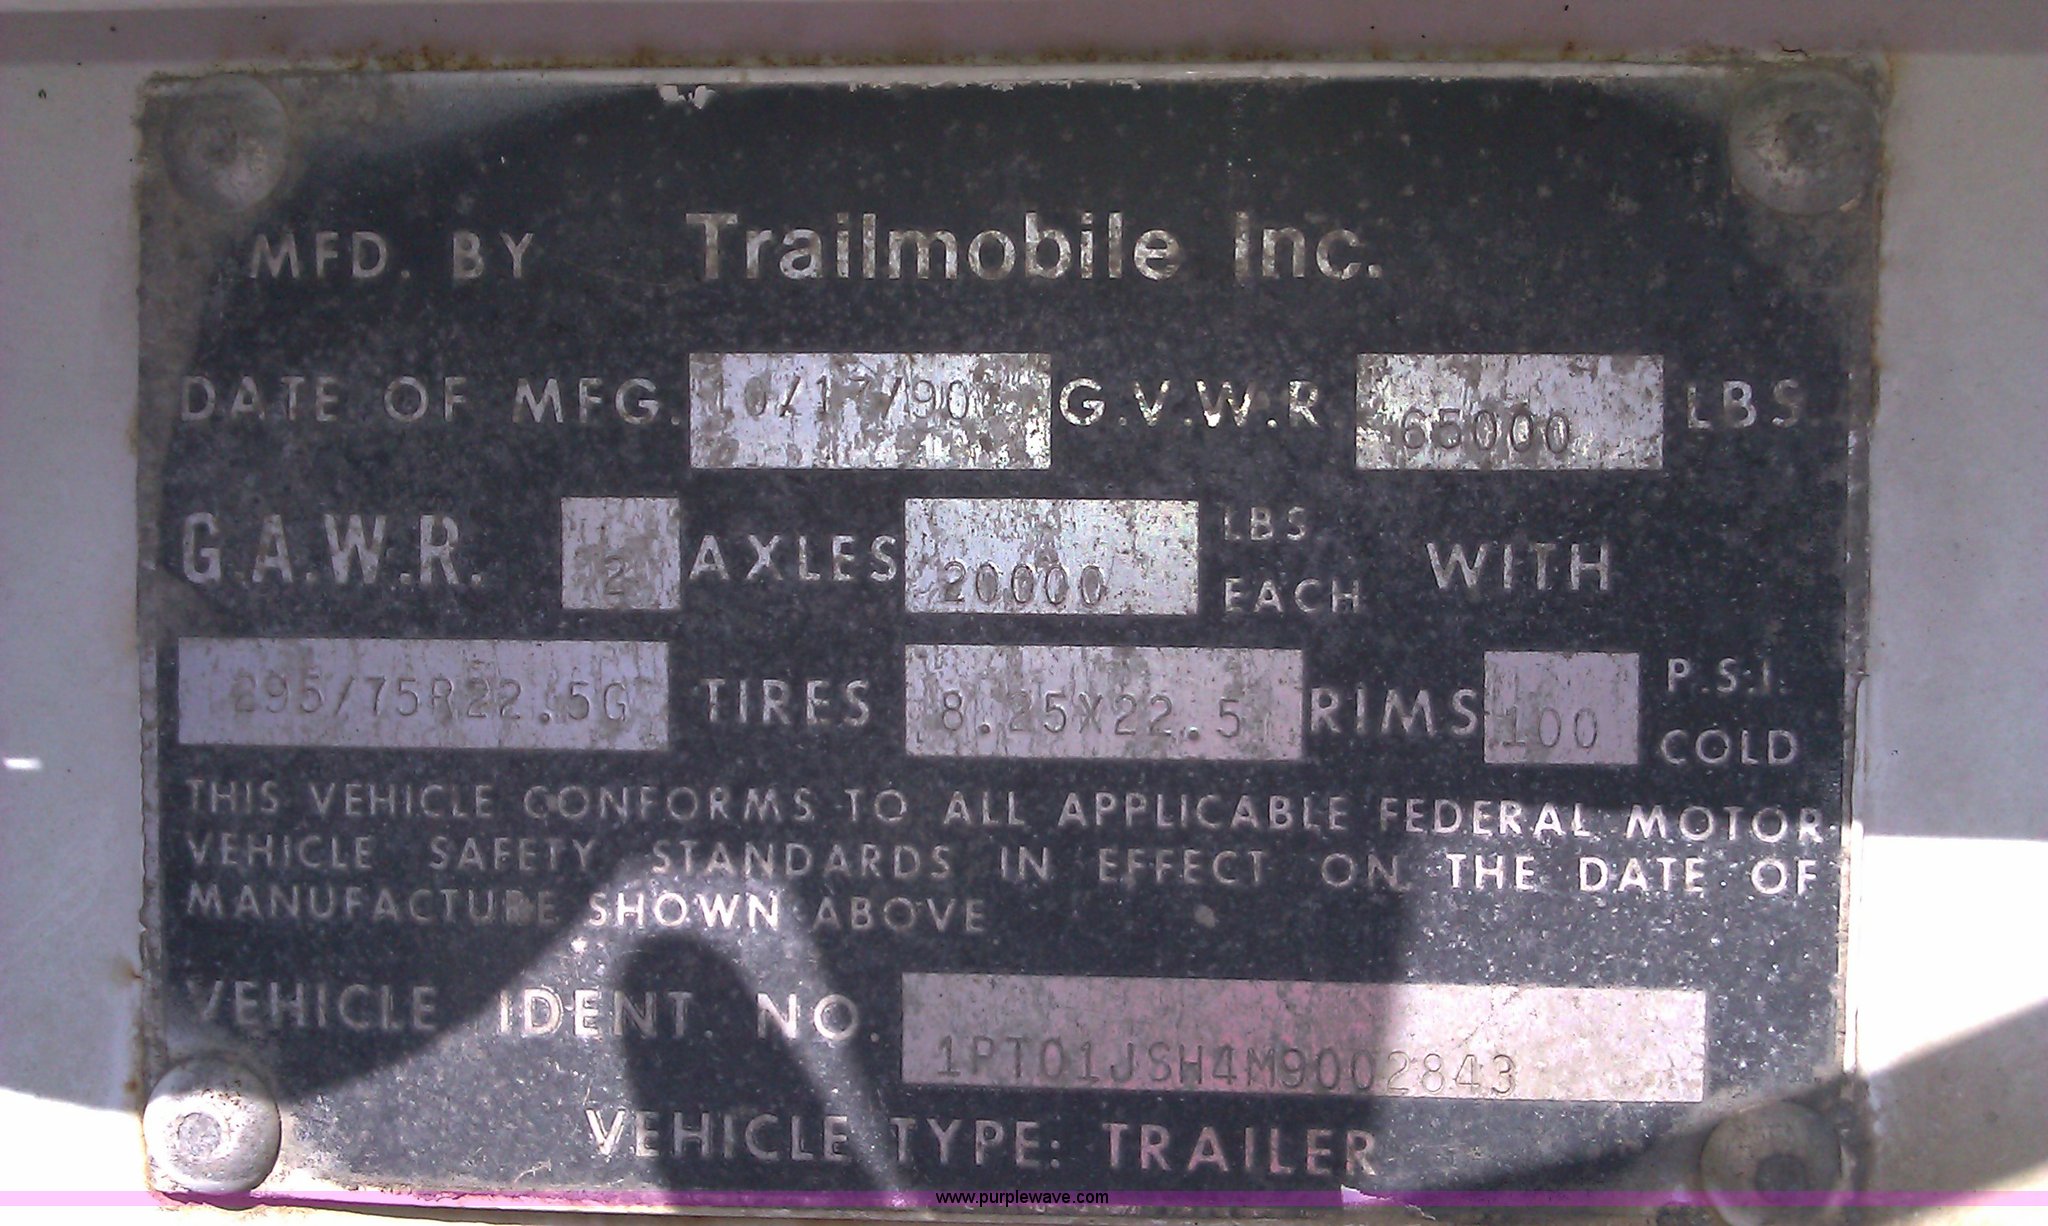 MFD. BY Trailmobile Inc.
DATE OF MFG. 10/17/90 G.V.W.R. 65000 LBS.
G.A.W.R. 2 AXLES 20000 LBS EACH WITH
295/75R22.5G TIRES 8.25X22.5 RIMS 100 P.S.I. COLD
THIS VEHICLE CONFORMS TO ALL APPLICABLE FEDERAL MOTOR
VEHICLE SAFETY STANDARDS IN EFFECT ON THE DATE OF
MANUFACTURE SHOWN ABOVE
VEHICLE IDENT. NO. 1PT01JSH4M9002843
VEHICLE TYPE: TRAILER
www.purplewave.com